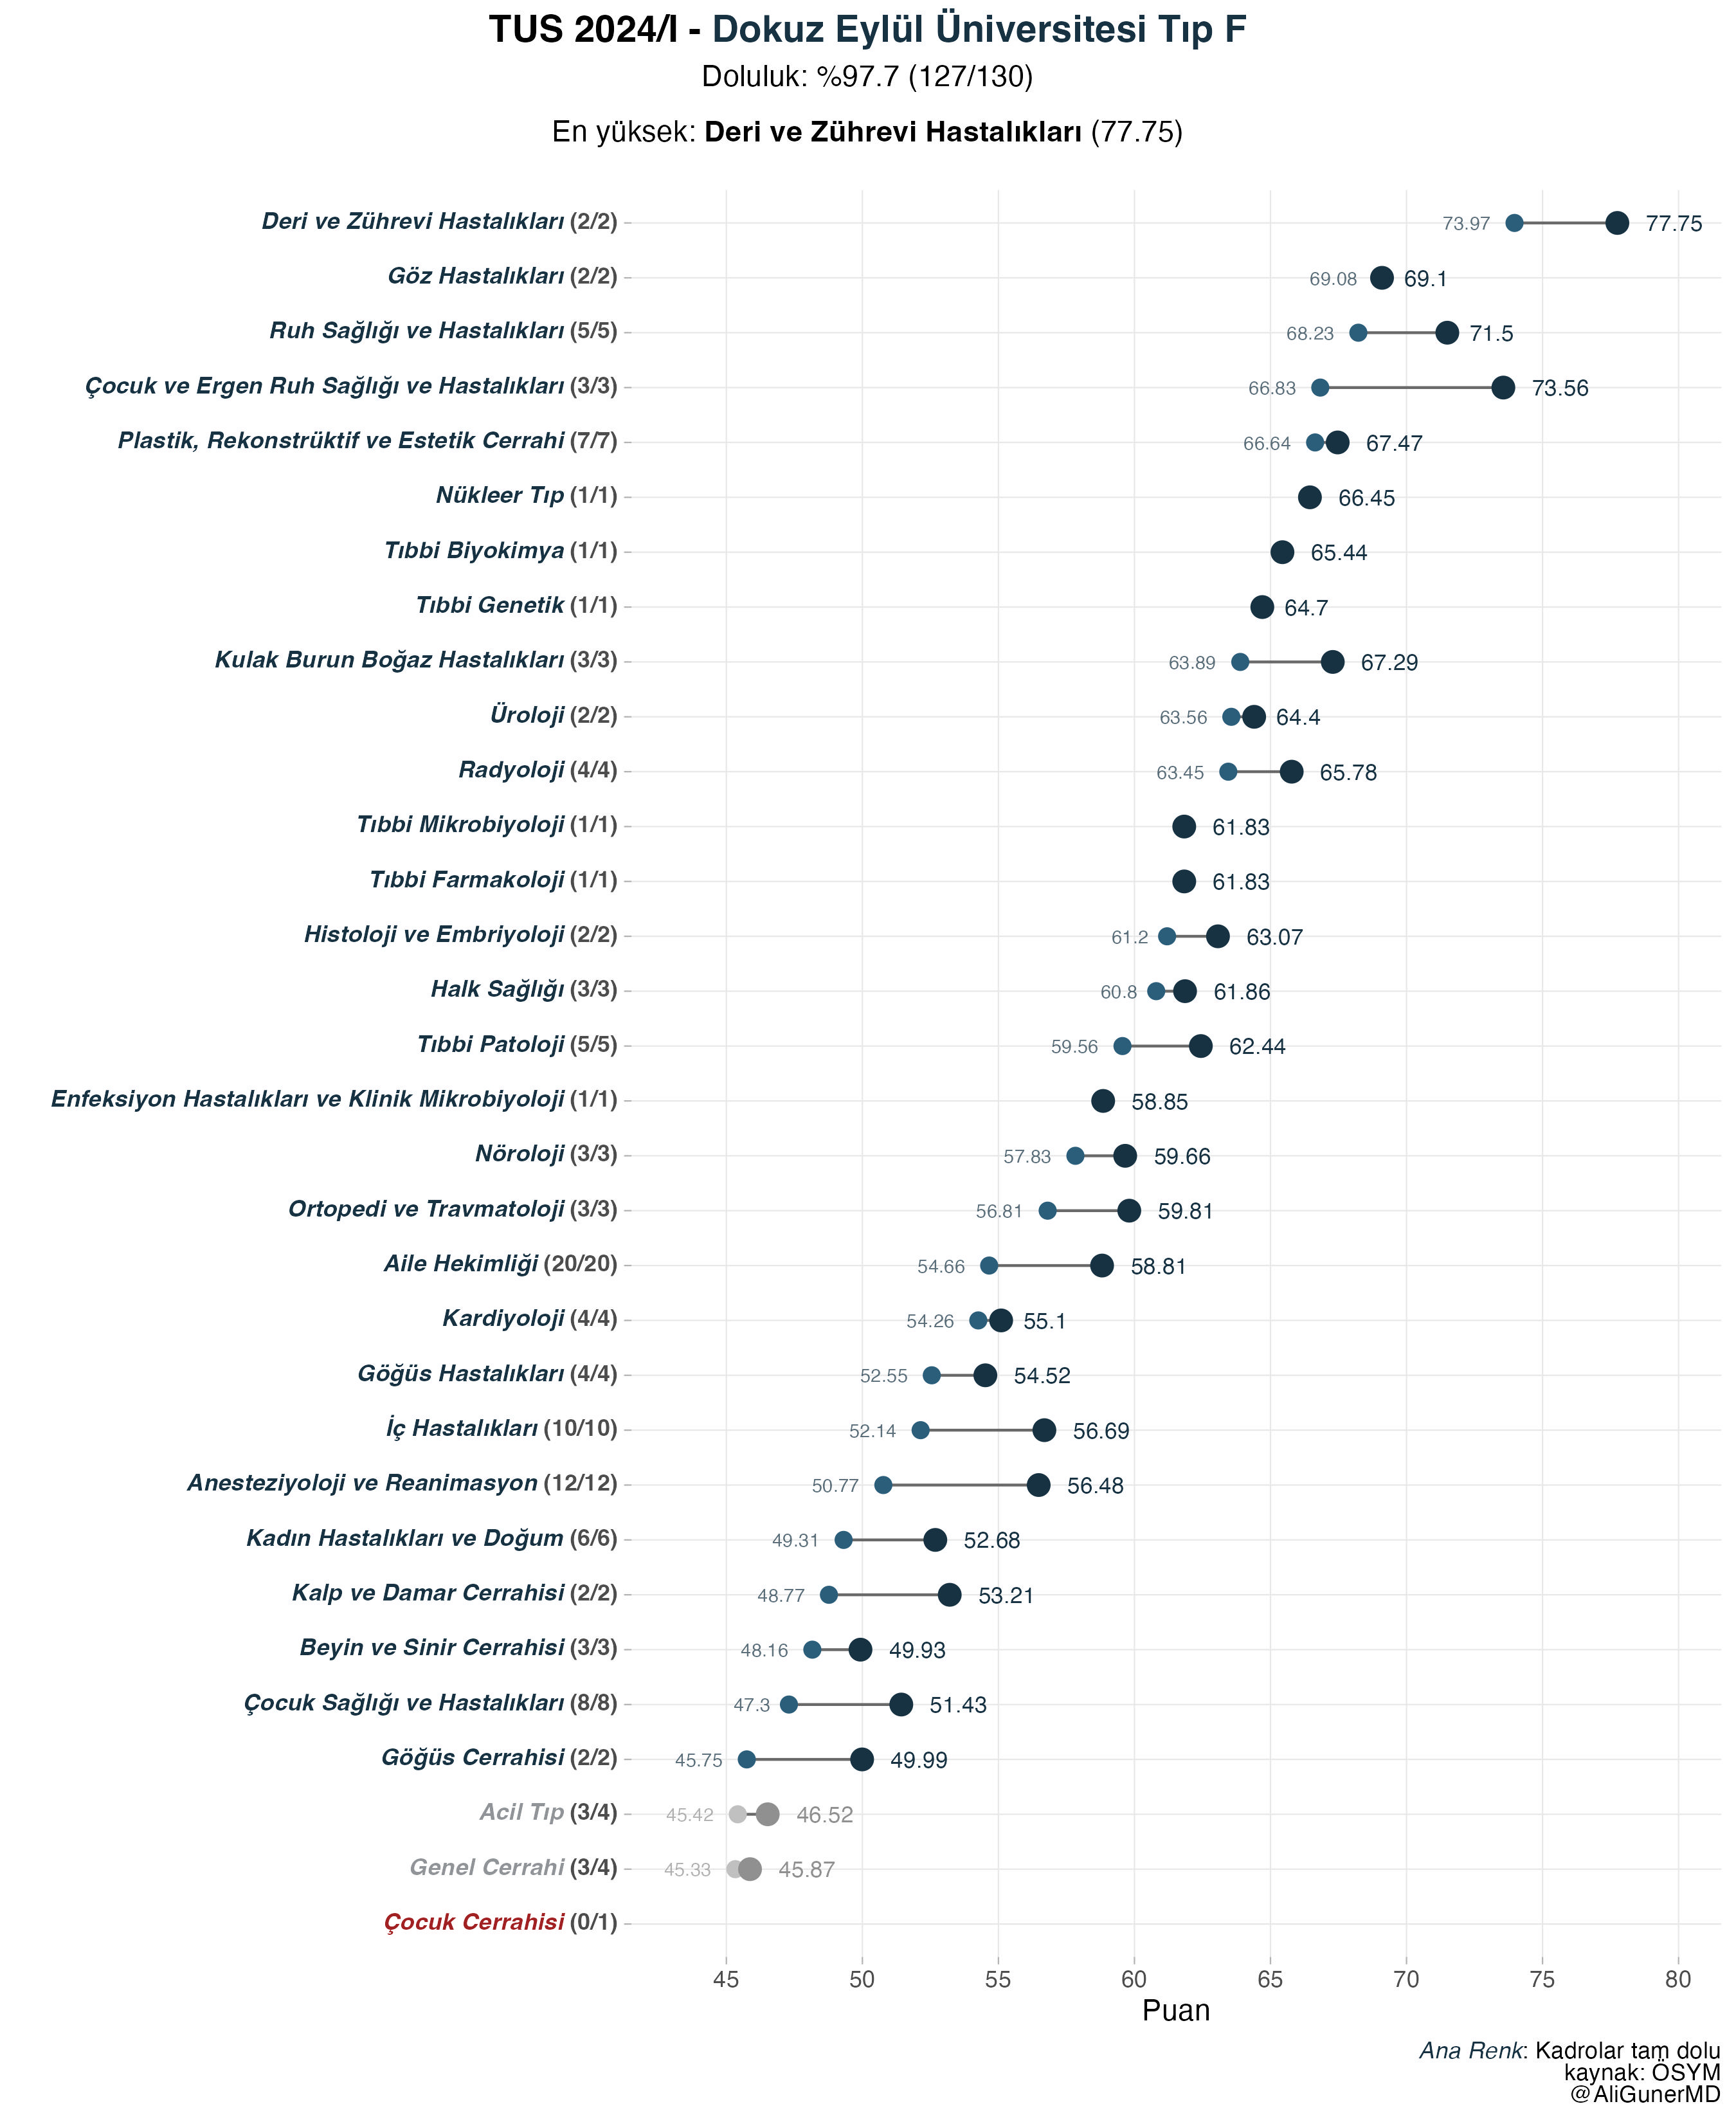 TUS 2024/I - Dokuz Eylül Üniversitesi Tıp F
Doluluk: %97.7 (127/130)
En yüksek: Deri ve Zührevi Hastalıkları (77.75)
Deri ve Zührevi Hastalıkları (2/2) 73.97 77.75
Göz Hastalıkları (2/2) 69.08 69.1
Ruh Sağlığı ve Hastalıkları (5/5) 68.23 71.5
Çocuk ve Ergen Ruh Sağlığı ve Hastalıkları (3/3) 66.83 73.56
Plastik, Rekonstrüktif ve Estetik Cerrahi (7/7) 66.64 67.47
Nükleer Tıp (1/1) 66.45
Tıbbi Biyokimya (1/1) 65.44
Tıbbi Genetik (1/1) 64.7
Kulak Burun Boğaz Hastalıkları (3/3) 63.89 67.29
Üroloji (2/2) 63.56 64.4
Radyoloji (4/4) 63.45 65.78
Tıbbi Mikrobiyoloji (1/1) 61.83
Tıbbi Farmakoloji (1/1) 61.83
Histoloji ve Embriyoloji (2/2) 61.2 63.07
Halk Sağlığı (3/3) 60.8 61.86
Tıbbi Patoloji (5/5) 59.56 62.44
Enfeksiyon Hastalıkları ve Klinik Mikrobiyoloji (1/1) 58.85
Nöroloji (3/3) 57.83 59.66
Ortopedi ve Travmatoloji (3/3) 56.81 59.81
Aile Hekimliği (20/20) 54.66 58.81
Kardiyoloji (4/4) 54.26 55.1
Göğüs Hastalıkları (4/4) 52.55 54.52
İç Hastalıkları (10/10) 52.14 56.69
Anesteziyoloji ve Reanimasyon (12/12) 50.77 56.48
Kadın Hastalıkları ve Doğum (6/6) 49.31 52.68
Kalp ve Damar Cerrahisi (2/2) 48.77 53.21
Beyin ve Sinir Cerrahisi (3/3) 48.16 49.93
Çocuk Sağlığı ve Hastalıkları (8/8) 47.3 51.43
Göğüs Cerrahisi (2/2) 45.75 49.99
Acil Tıp (3/4) 45.42 46.52
Genel Cerrahi (3/4) 45.33 45.87
Çocuk Cerrahisi (0/1)
45 50 55 60 65 70 75 80
Puan
Ana Renk: Kadrolar tam dolu
kaynak: ÖSYM
@AliGunerMD